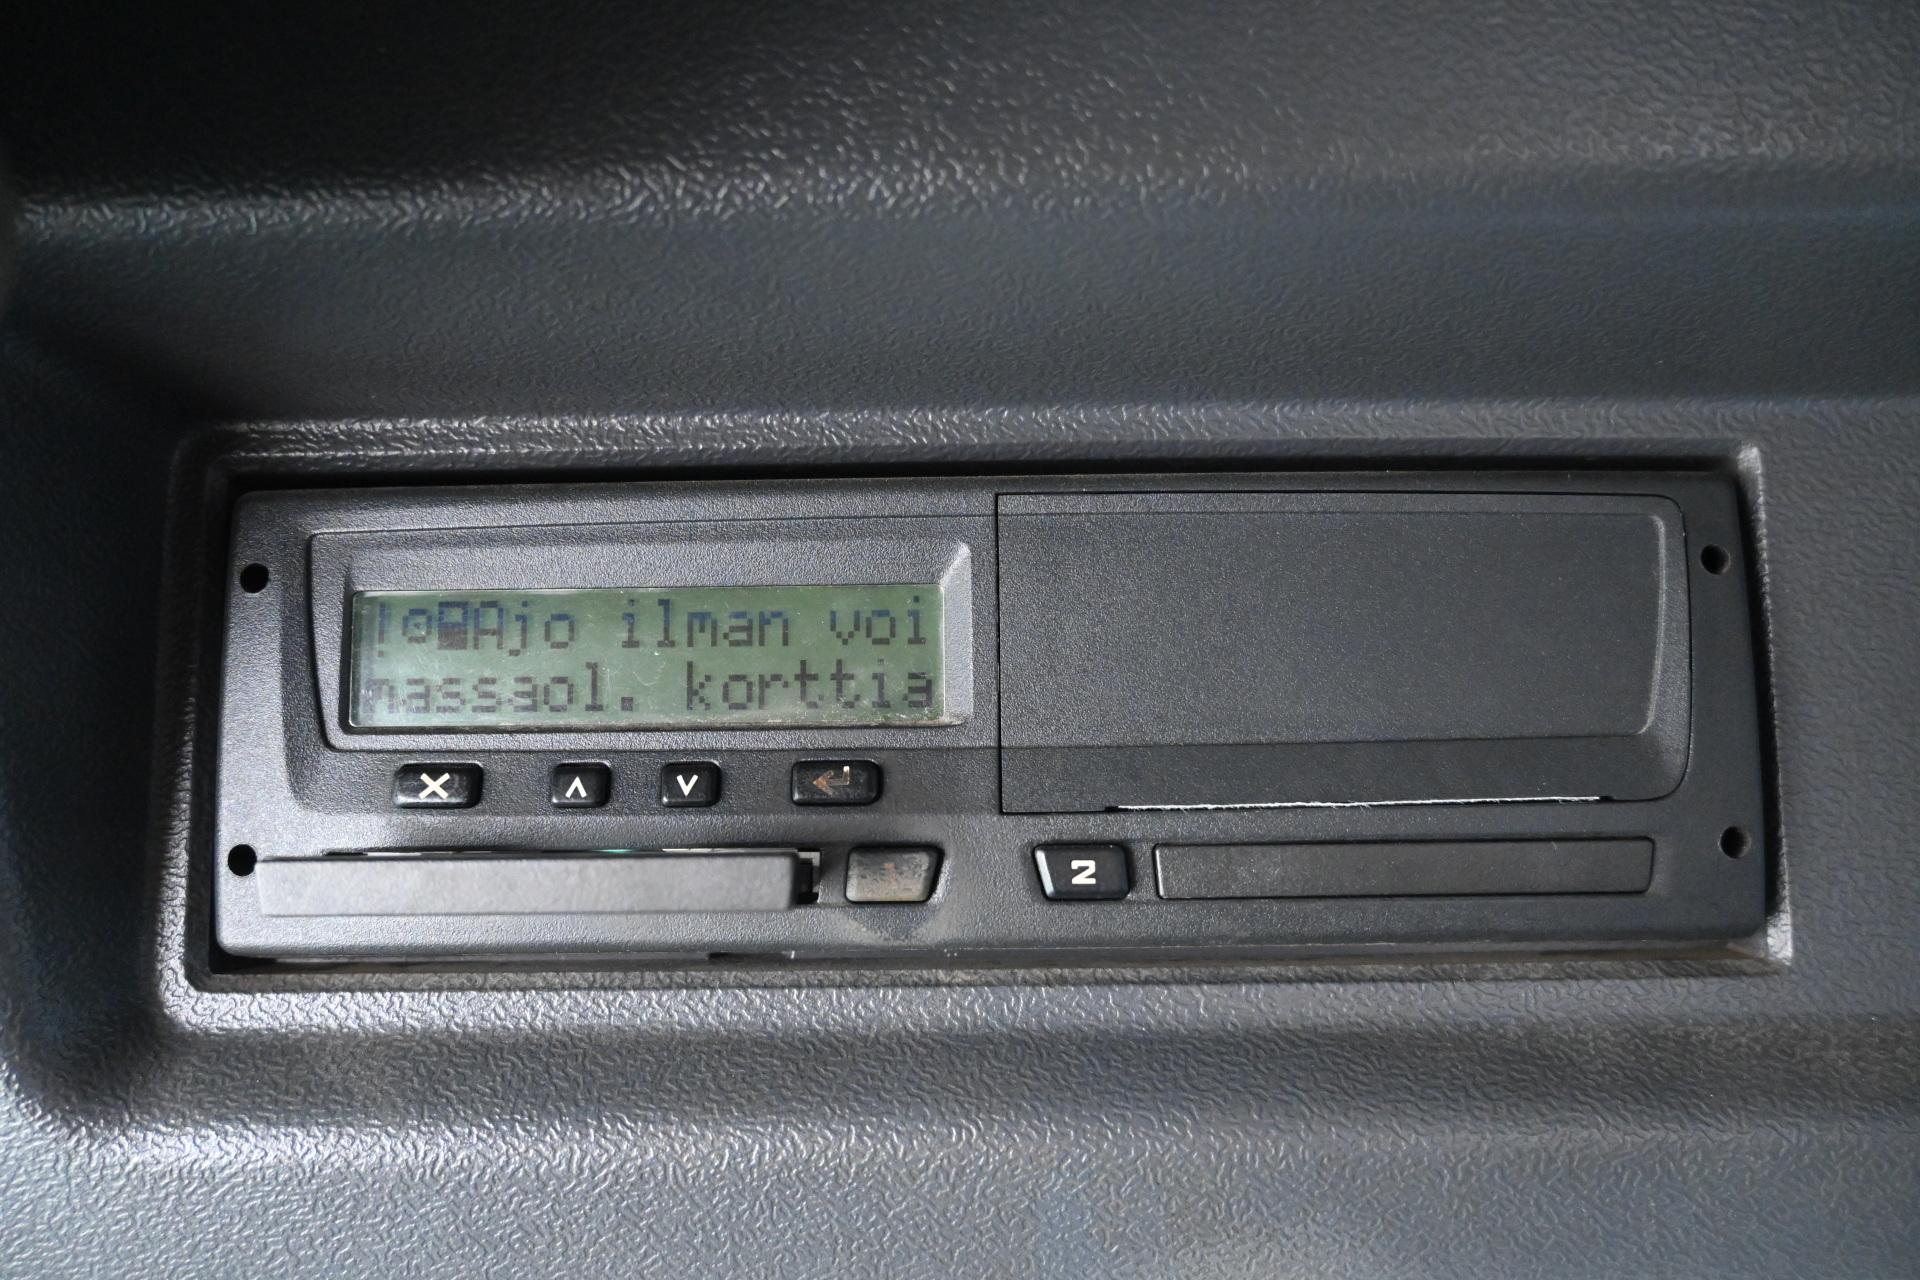 !⊙■Ajo ilman voi
massaol. korttia
2